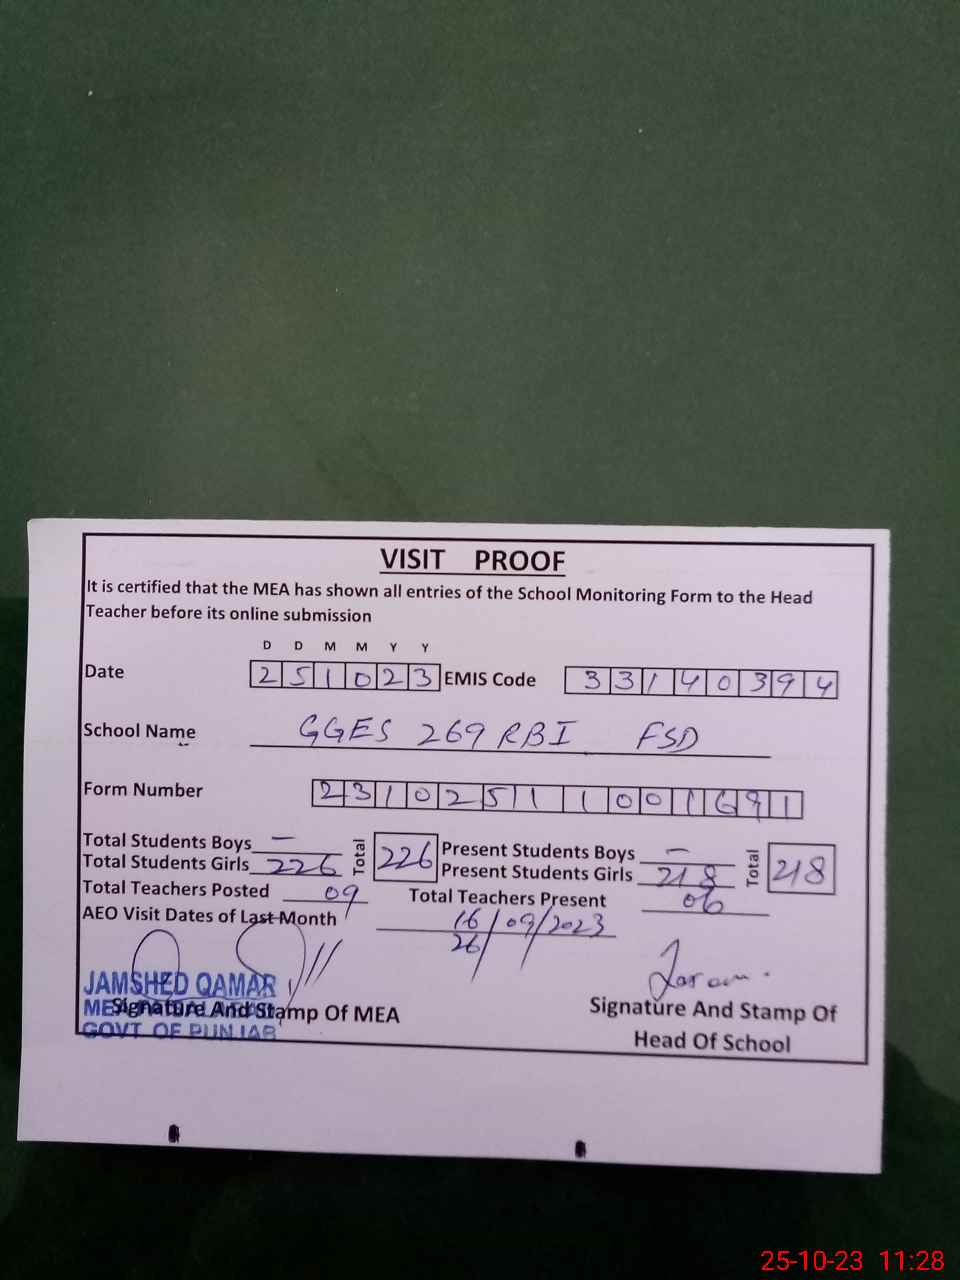 VISIT PROOF
It is certified that the MEA has shown all entries of the School Monitoring Form to the Head
Teacher before its online submission
D D M M Y Y
Date 251023 EMIS Code 33140394
School Name GGES 269 RBI FSD
Form Number 23102511001691
Total Students Boys – Total 226 Present Students Boys – Total 218
Total Students Girls 226 Present Students Girls 218
Total Teachers Posted 09 Total Teachers Present 06
AEO Visit Dates of Last Month 16/09/2023
26
JAMSHED QAMAR
Signature And Stamp Of MEA
GOVT OF PUNJAB
Signature And Stamp Of
Head Of School
25-10-23 11:28